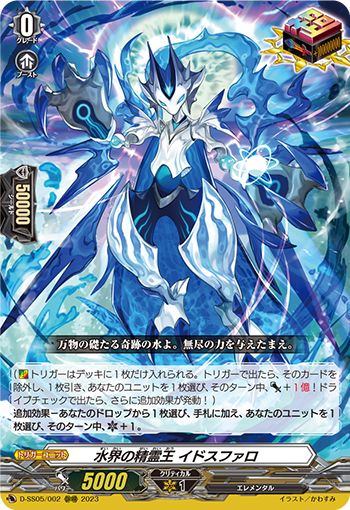 0
グレード
ブースト
シールド
50000
万物の礎たる奇跡の水よ。無尽の力を与えたまえ。
(トリガーはデッキに1枚だけ入れられる。トリガーで出たら、そのカードを
除外し、1枚引き、あなたのユニットを1枚選び、そのターン中、+1億!ドラ
イブチェックで出たら、さらに追加効果が発動する)
追加効果ーあなたのドロップから1枚選び、手札に加え、あなたのユニットを1
枚選び、そのターン中、+1。
トリガーユニット
水界の精霊王 イドスファロ
D-SS05/002 2023
パワー
5000
クリティカル
1
エレメンタル
イラスト/かわすみ